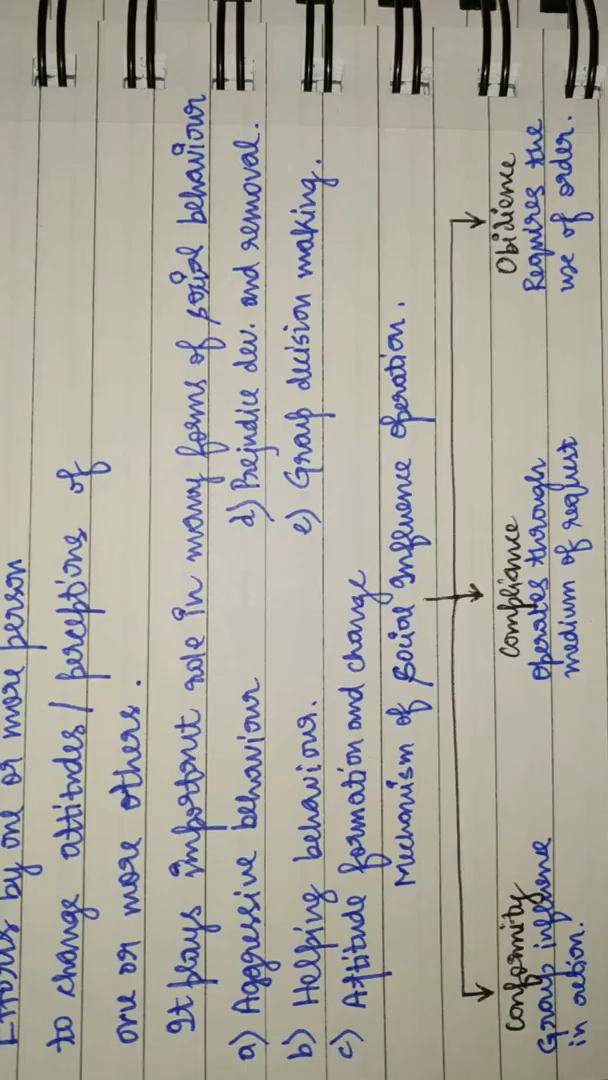 Efforts by one or more person
to change attitudes / perceptions of
one or more others.
It plays important role in many forms of social behaviour
a) Aggressive behaviour
b) Helping behaviour.
c) Attitude formation and change
d) Prejudice dev. and removal.
e) Group decision making.
Mechanism of Social Influence operation.
Conformity
Group influence
in action.
Compliance
Operates through
medium of request
Obidience
Requires the
use of order.